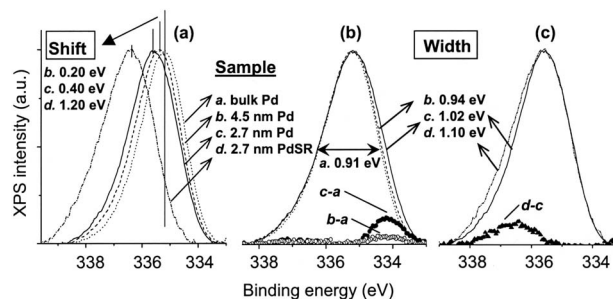 (a)
(b)
(c)
Shift
b. 0.20 eV
c. 0.40 eV
d. 1.20 eV
Sample
a. bulk Pd
b. 4.5 nm Pd
c. 2.7 nm Pd
d. 2.7 nm PdSR
Width
b. 0.94 eV
c. 1.02 eV
d. 1.10 eV
a. 0.91 eV
c-a
b-a
d-c
XPS intensity (a.u.)
338 336 334 338 336 334 338 336 334
Binding energy (eV)